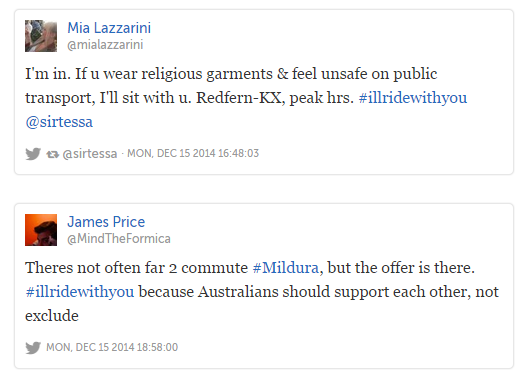 Mia Lazzarini
@mialazzarini
I'm in. If u wear religious garments & feel unsafe on public
transport, I'll sit with u. Redfern-KX, peak hrs. #illridewithyou
@sirtessa
@sirtessa · MON, DEC 15 2014 16:48:03
James Price
@MindTheFormica
Theres not often far 2 commute #Mildura, but the offer is there.
#illridewithyou because Australians should support each other, not
exclude
MON, DEC 15 2014 18:58:00